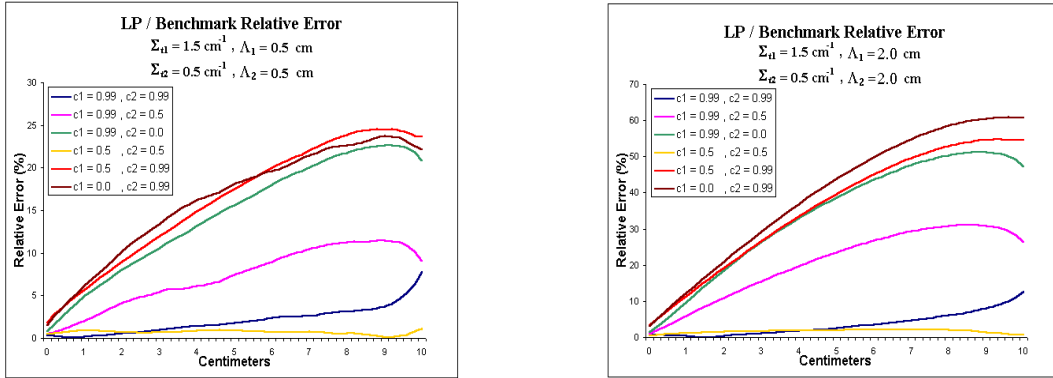 LP / Benchmark Relative Error
Σt1 = 1.5 cm⁻¹ , Λ1 = 0.5 cm
Σt2 = 0.5 cm⁻¹ , Λ2 = 0.5 cm
30
25
20
15
10
5
0
Relative Error (%)
c1 = 0.99 , c2 = 0.99
c1 = 0.99 , c2 = 0.5
c1 = 0.99 , c2 = 0.0
c1 = 0.5 , c2 = 0.5
c1 = 0.5 , c2 = 0.99
c1 = 0.0 , c2 = 0.99
0 1 2 3 4 5 6 7 8 9 10
Centimeters
LP / Benchmark Relative Error
Σt1 = 1.5 cm⁻¹ , Λ1 = 2.0 cm
Σt2 = 0.5 cm⁻¹ , Λ2 = 2.0 cm
70
60
50
40
30
20
10
0
Relative Error (%)
c1 = 0.99 , c2 = 0.99
c1 = 0.99 , c2 = 0.5
c1 = 0.99 , c2 = 0.0
c1 = 0.5 , c2 = 0.5
c1 = 0.5 , c2 = 0.99
c1 = 0.0 , c2 = 0.99
0 1 2 3 4 5 6 7 8 9 10
Centimeters